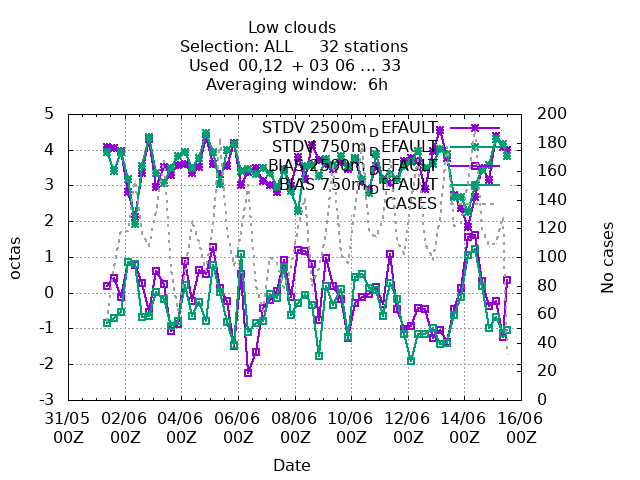 Low clouds
Selection: ALL 32 stations
Used 00,12 + 03 06 ... 33
Averaging window: 6h
5 200
4 180
3 160
2 140
1 120
0 100
-1 80
-2 60
-3 40
20
0
octas
No cases
STDV 2500m_DEFAULT
STDV 750m_DEFAULT
BIAS 2500m_DEFAULT
BIAS 750m_DEFAULT
CASES
31/05 02/06 04/06 06/06 08/06 10/06 12/06 14/06 16/06
00Z 00Z 00Z 00Z 00Z 00Z 00Z 00Z 00Z
Date